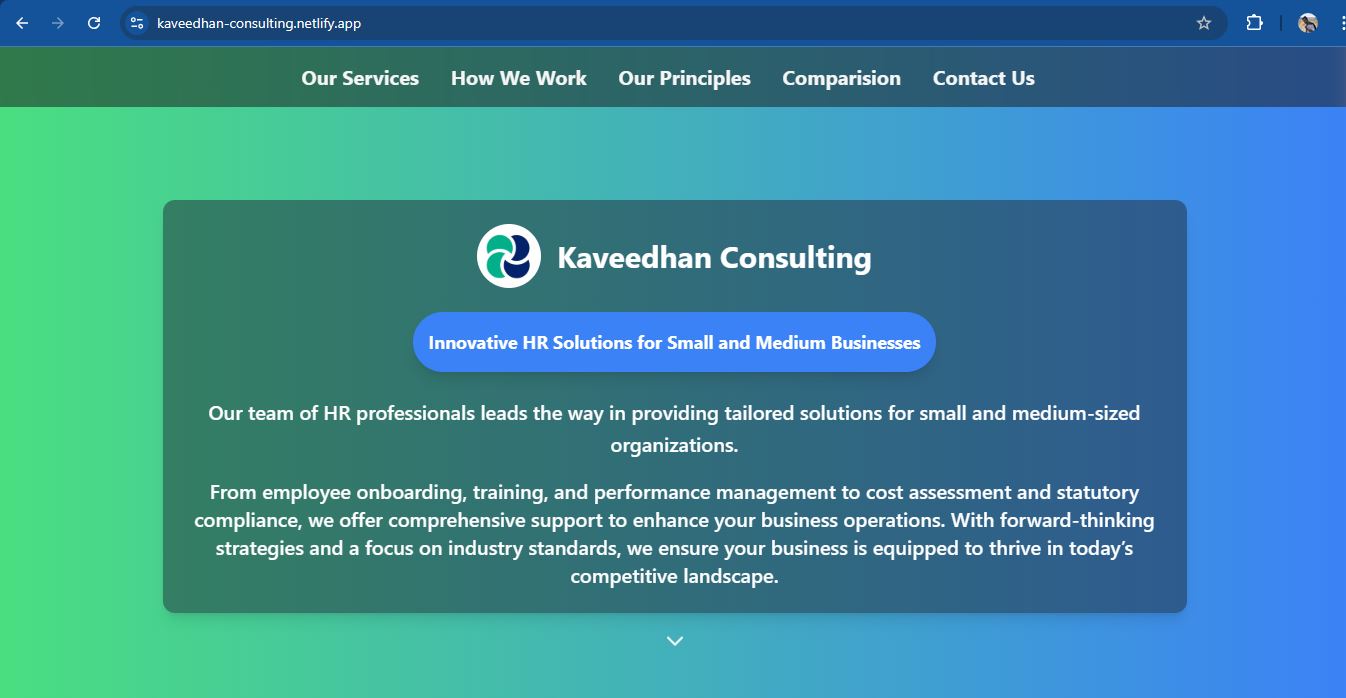 kaveedhan-consulting.netlify.app
Our Services How We Work Our Principles Comparision Contact Us
Kaveedhan Consulting
Innovative HR Solutions for Small and Medium Businesses
Our team of HR professionals leads the way in providing tailored solutions for small and medium-sized
organizations.
From employee onboarding, training, and performance management to cost assessment and statutory
compliance, we offer comprehensive support to enhance your business operations. With forward-thinking
strategies and a focus on industry standards, we ensure your business is equipped to thrive in today’s
competitive landscape.